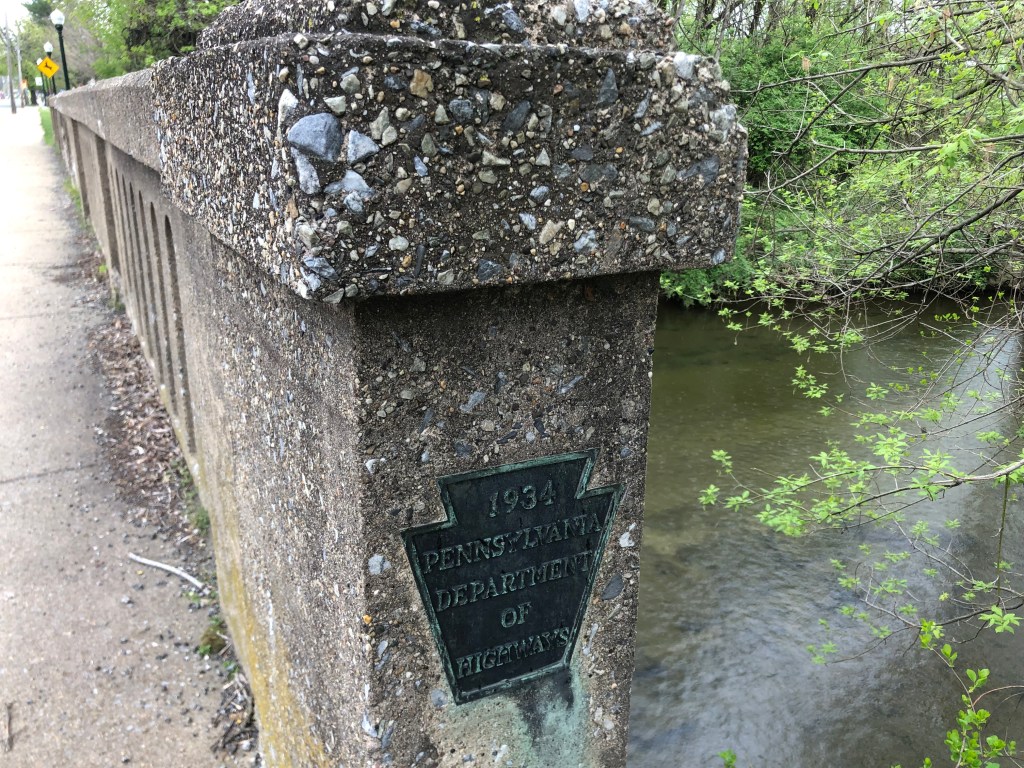 1934
PENNSYLVANIA
DEPARTMENT
OF
HIGHWAYS